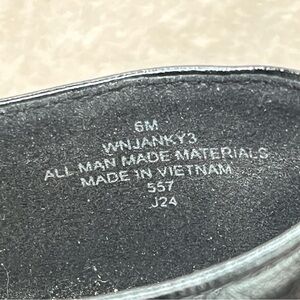 6M
WNJANKY3
ALL MAN MADE MATERIALS
MADE IN VIETNAM
557
J24